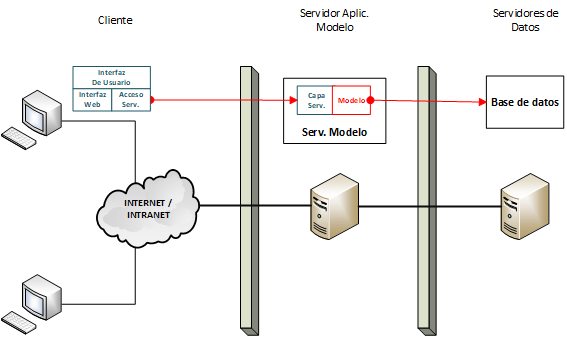 Cliente
Servidor Aplic.
Modelo
Servidores de
Datos
Interfaz
De Usuario
Interfaz
Web
Acceso
Serv.
Capa
Serv.
Modelo
Serv. Modelo
Base de datos
INTERNET /
INTRANET